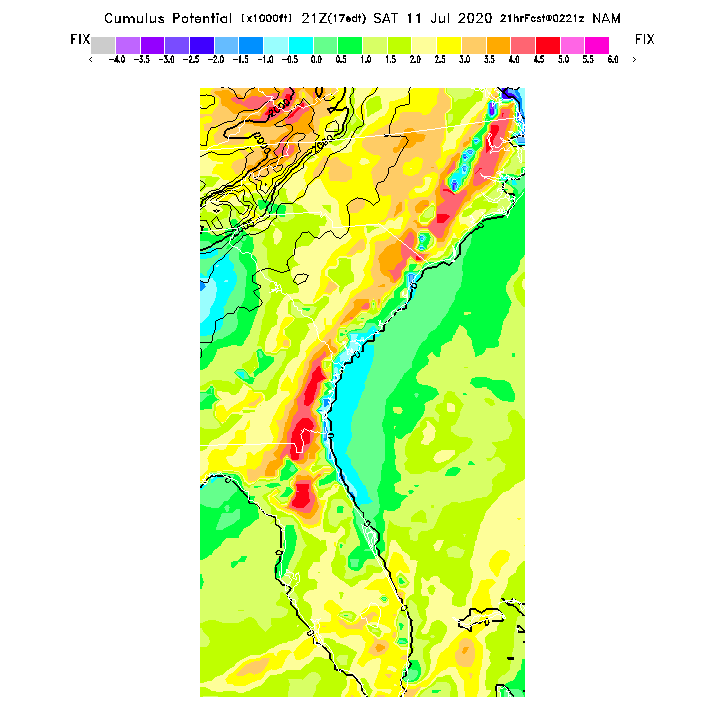 Cumulus Potential (x1000ft) 21Z(17edt) SAT 11 Jul 2020 21hrFcst@0221z NAM
FIX FIX
< -4.0 -3.5 -3.0 -2.5 -2.0 -1.5 -1.0 -0.5 0.0 0.5 1.0 1.5 2.0 2.5 3.0 3.5 4.0 4.5 5.0 5.5 6.0 >
2000
2000